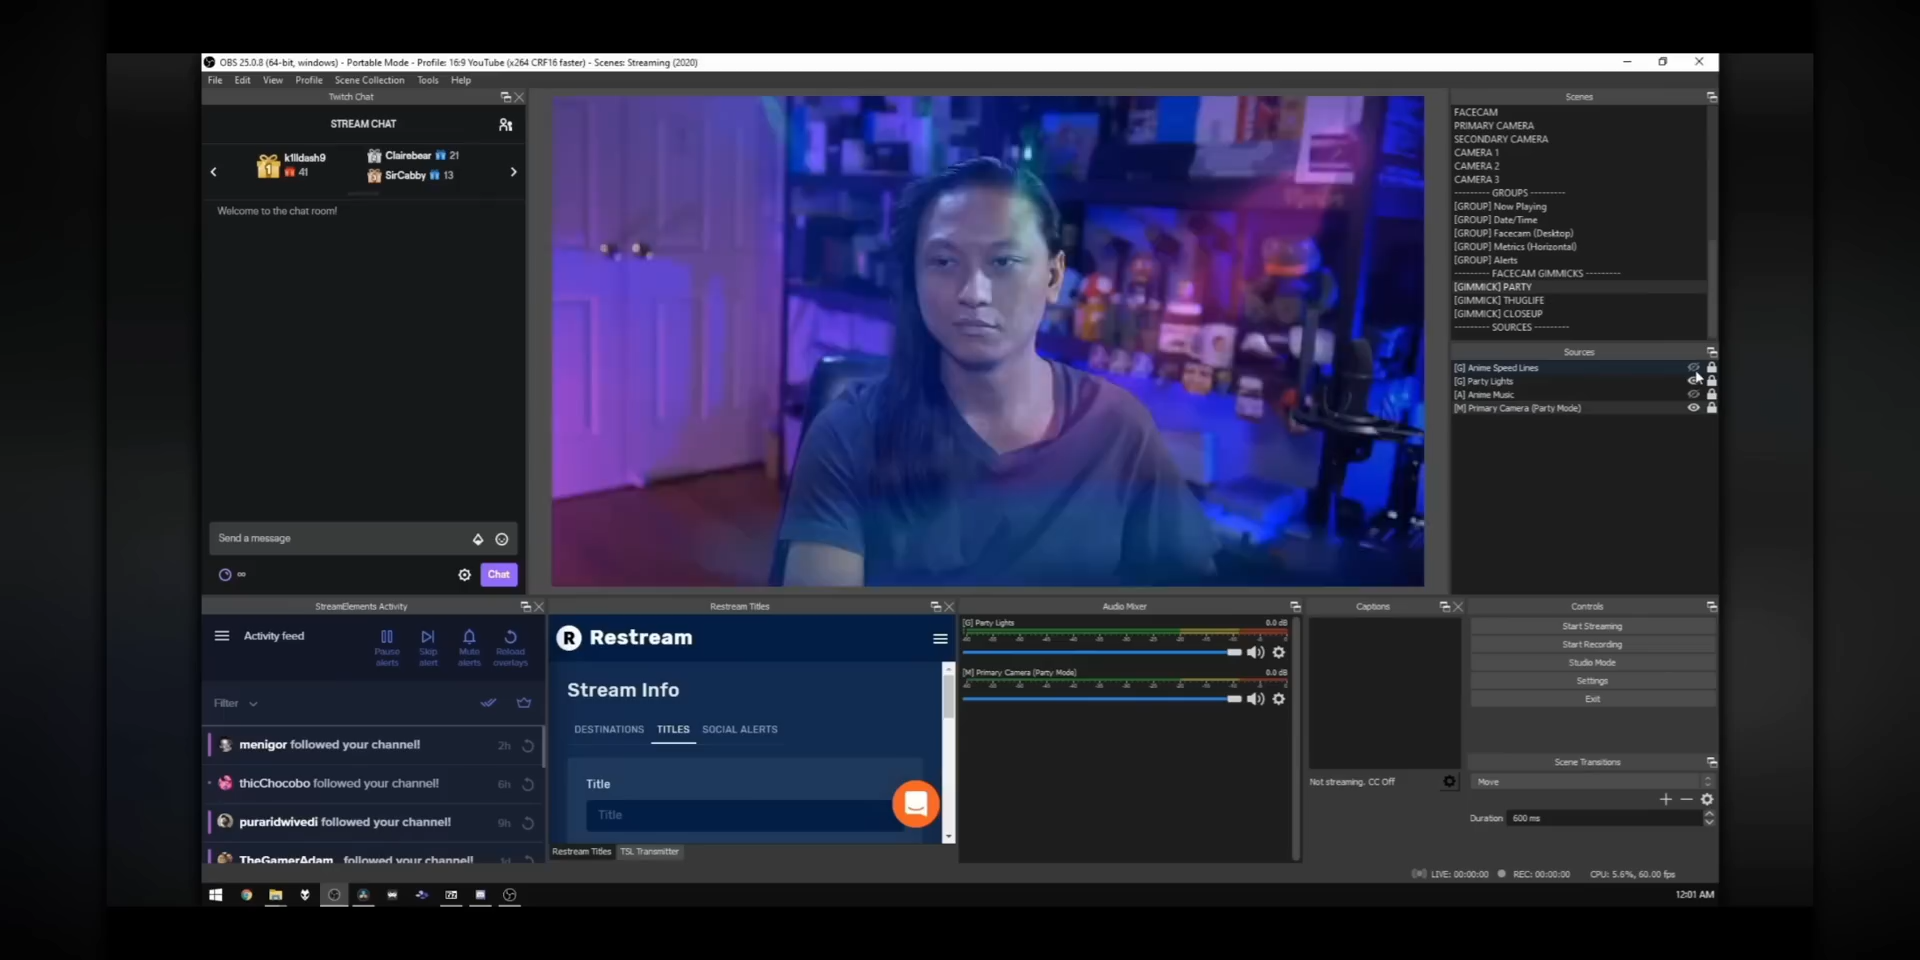 OBS 25.0.8 (64-bit, windows) - Portable Mode - Profile: 16:9 YouTube (x264 CRF16 faster) - Scenes: Streaming (2020)
File Edit View Profile Scene Collection Tools Help
Twitch Chat
STREAM CHAT
k1lldash9
41
Clairebear 21
SirCabby 13
Welcome to the chat room!
Send a message
Chat
Scenes
FACECAM
PRIMARY CAMERA
SECONDARY CAMERA
CAMERA 1
CAMERA 2
CAMERA 3
--------- GROUPS ---------
[GROUP] Now Playing
[GROUP] Date/Time
[GROUP] Facecam (Desktop)
[GROUP] Metrics (Horizontal)
[GROUP] Alerts
--------- FACECAM GIMMICKS ---------
[GIMMICK] PARTY
[GIMMICK] THUGLIFE
[GIMMICK] CLOSEUP
--------- SOURCES ---------
Sources
[G] Anime Speed Lines
[G] Party Lights
[A] Anime Music
[M] Primary Camera (Party Mode)
StreamElements Activity
Activity feed
Pause alerts
Skip alert
Mute alerts
Reload overlays
Filter
menigor followed your channel! 2h
thicChocobo followed your channel! 6h
puraridwivedi followed your channel! 9h
TheGamerAdam_ followed your channel!
Restream Titles
Restream
Stream Info
DESTINATIONS TITLES SOCIAL ALERTS
Title
Title
Restream Titles TSL Transmitter
Audio Mixer
[G] Party Lights 0.0 dB
[M] Primary Camera (Party Mode) 0.0 dB
Captions
Not streaming. CC Off
Controls
Start Streaming
Start Recording
Studio Mode
Settings
Exit
Scene Transitions
Move
Duration 600 ms
LIVE: 00:00:00 REC: 00:00:00 CPU: 5.6%, 60.00 fps
12:01 AM